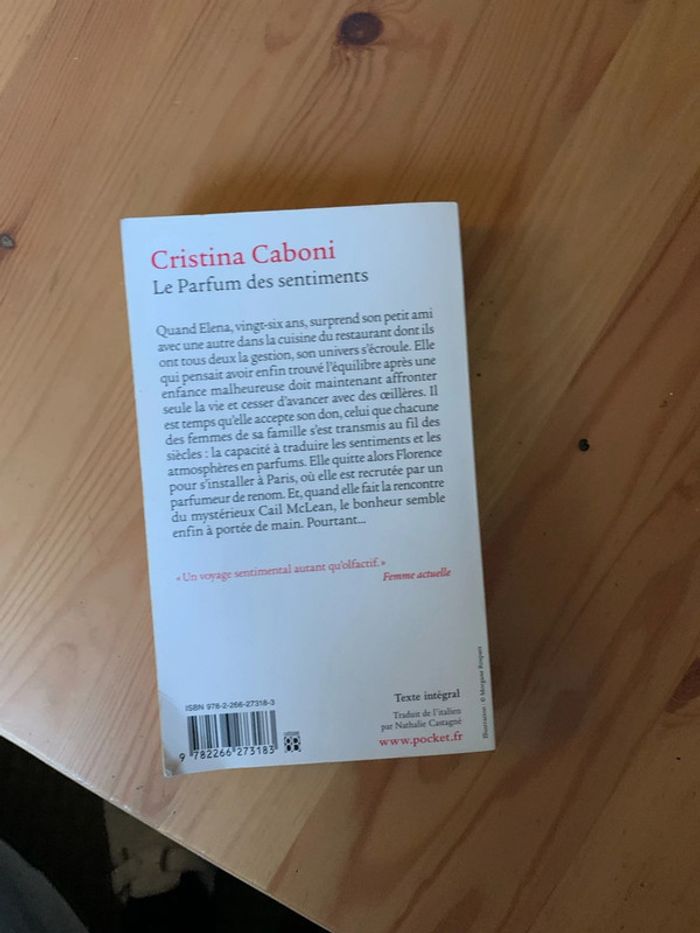 Cristina Caboni
Le Parfum des sentiments
Quand Elena, vingt-six ans, surprend son petit ami
avec une autre dans la cuisine du restaurant dont ils
ont tous deux la gestion, son univers s'écroule. Elle
qui pensait avoir enfin trouvé l'équilibre après une
enfance malheureuse doit maintenant affronter
seule la vie et cesser d'avancer avec des œillères. Il
est temps qu'elle accepte son don, celui que chacune
des femmes de sa famille s'est transmis au fil des
siècles : la capacité à traduire les sentiments et les
atmosphères en parfums. Elle quitte alors Florence
pour s'installer à Paris, où elle est recrutée par un
parfumeur de renom. Et, quand elle fait la rencontre
du mystérieux Cail McLean, le bonheur semble
enfin à portée de main. Pourtant...
« Un voyage sentimental autant qu'olfactif. »
Femme actuelle
ISBN 978-2-266-27318-3
9 782266 273183
Texte intégral
Traduit de l'italien
par Nathalie Castagné
www.pocket.fr
Illustration : © Morgane